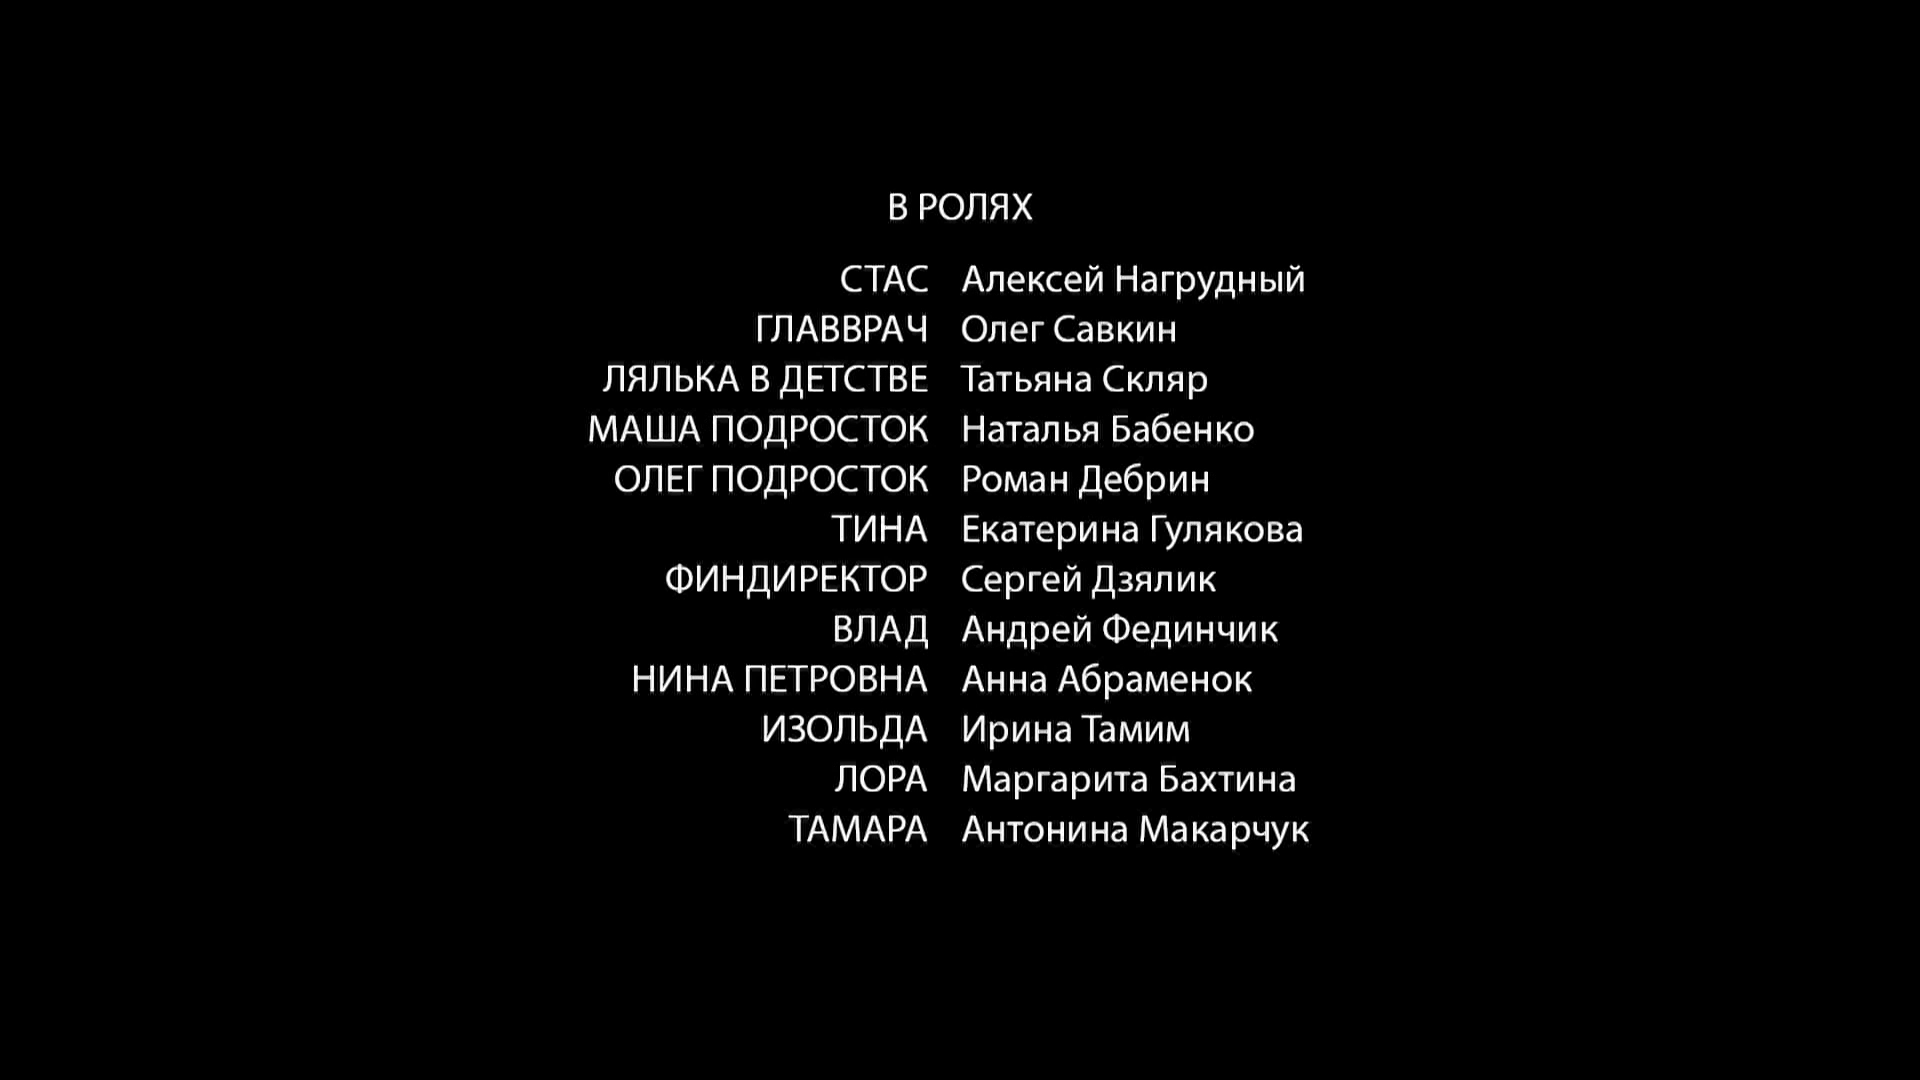 В РОЛЯХ
СТАС Алексей Нагрудный
ГЛАВВРАЧ Олег Савкин
ЛЯЛЬКА В ДЕТСТВЕ Татьяна Скляр
МАША ПОДРОСТОК Наталья Бабенко
ОЛЕГ ПОДРОСТОК Роман Дебрин
ТИНА Екатерина Гулякова
ФИНДИРЕКТОР Сергей Дзялик
ВЛАД Андрей Фединчик
НИНА ПЕТРОВНА Анна Абраменок
ИЗОЛЬДА Ирина Тамим
ЛОРА Маргарита Бахтина
ТАМАРА Антонина Макарчук